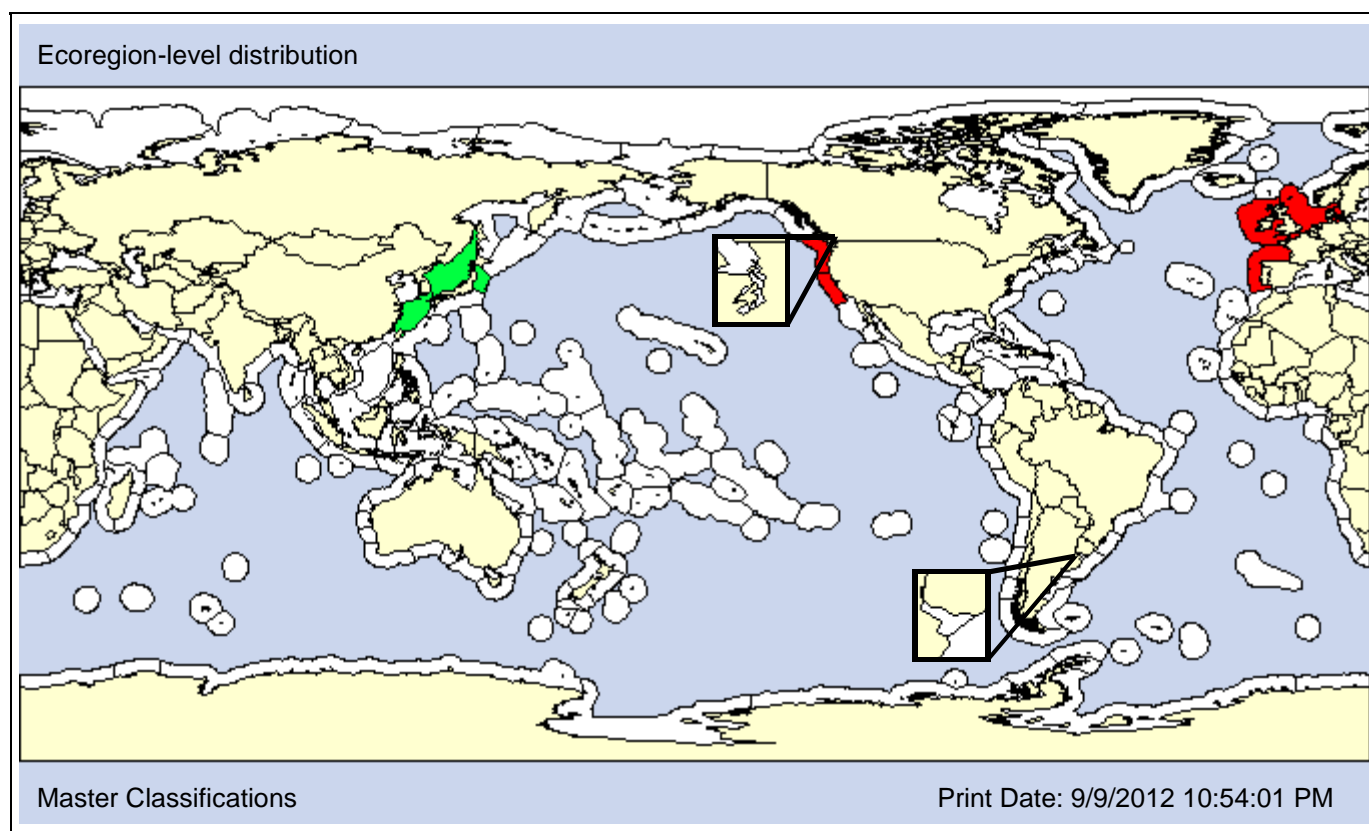 Ecoregion-level distribution
Master Classifications
Print Date: 9/9/2012 10:54:01 PM